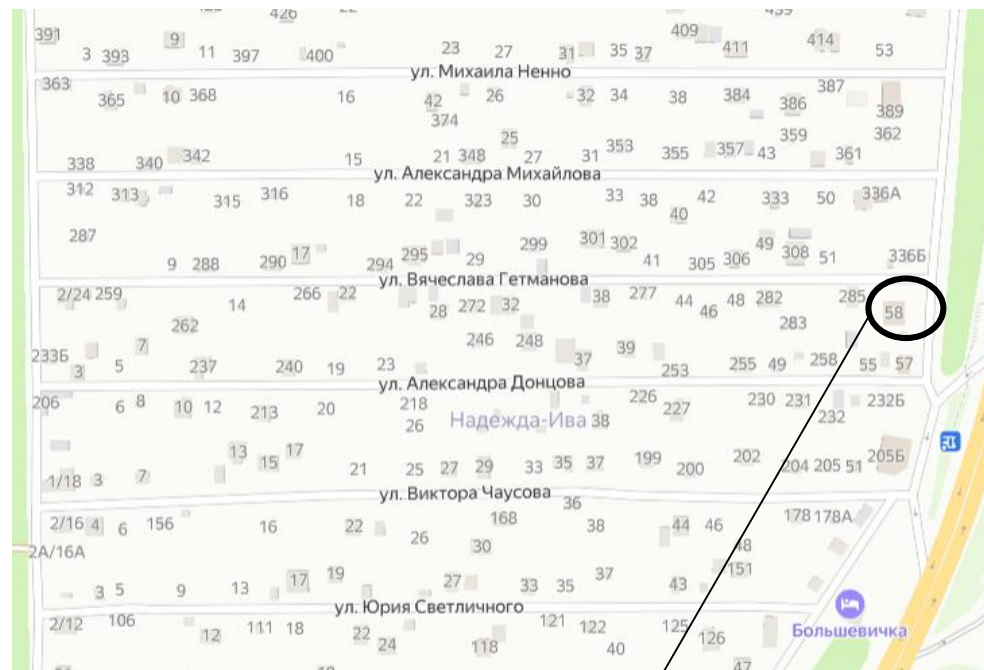 426
391 3 393 9 11 397 400 23 27 31 35 37 409 411 414 53
ул. Михаила Ненно
363 365 10 368 16 42 26 32 34 38 384 386 387 389
374
338 340 342 15 21 348 25 27 31 353 355 357 43 359 361 362
ул. Александра Михайлова
312 313 315 316 18 22 323 30 33 38 40 42 333 50 336А
287 9 288 290 17 294 295 29 299 301 302 41 305 306 49 308 51 336Б
ул. Вячеслава Гетманова
2/24 259 262 14 266 22 28 272 32 38 277 44 46 48 282 283 285 58
233Б 3 5 7 237 240 19 23 246 248 37 39 253 255 49 258 55 57
ул. Александра Донцова
206 6 8 10 12 213 20 218 26 38 226 227 230 231 232 232Б
Надежда-Ива
1/18 3 7 13 15 17 21 25 27 29 33 35 37 199 200 202 204 205 51 205Б
ул. Виктора Чаусова
2/16 4 6 156 16 22 26 168 30 36 38 44 46 48 178 178А
2А/16А
3 5 9 13 17 19 27 33 35 37 43 151
ул. Юрия Светличного
Большевичка
2/12 106 12 111 18 22 24 118 121 122 40 125 126 47